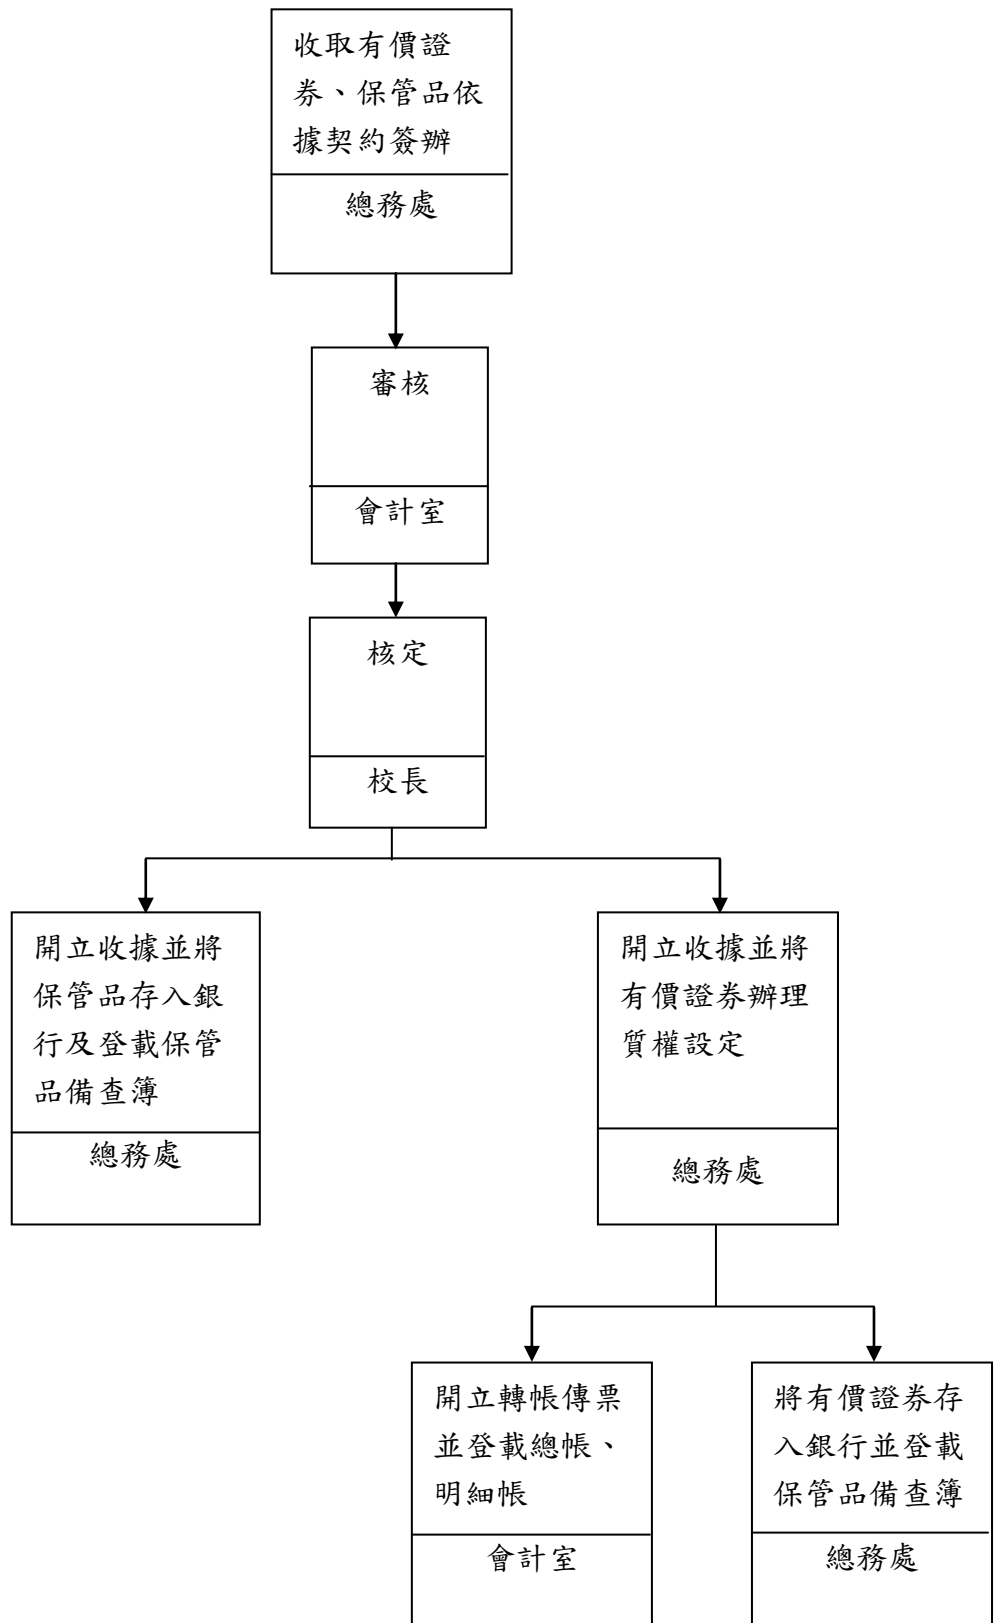 收取有價證
券、保管品依
據契約簽辦
總務處
審核
會計室
核定
校長
開立收據並將
保管品存入銀
行及登載保管
品備查簿
總務處
開立收據並將
有價證券辦理
質權設定
總務處
開立轉帳傳票
並登載總帳、
明細帳
會計室
將有價證券存
入銀行並登載
保管品備查簿
總務處